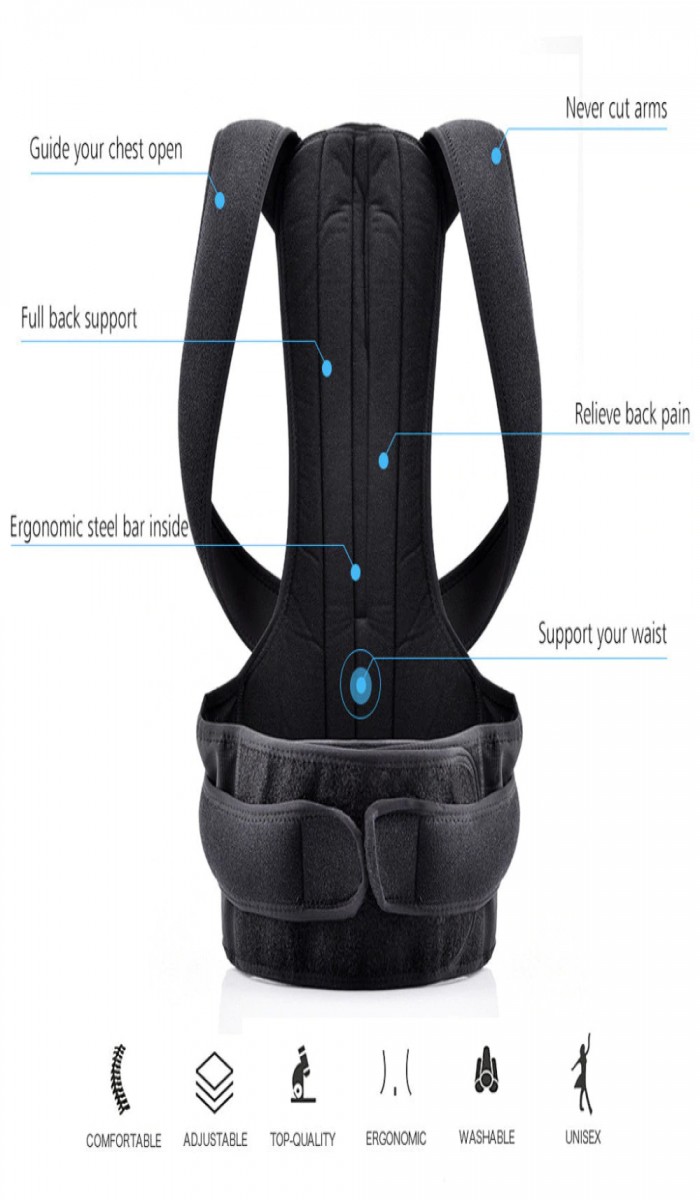 Never cut arms
Guide your chest open
Full back support
Relieve back pain
Ergonomic steel bar inside
Support your waist
COMFORTABLE
ADJUSTABLE
TOP-QUALITY
ERGONOMIC
WASHABLE
UNISEX